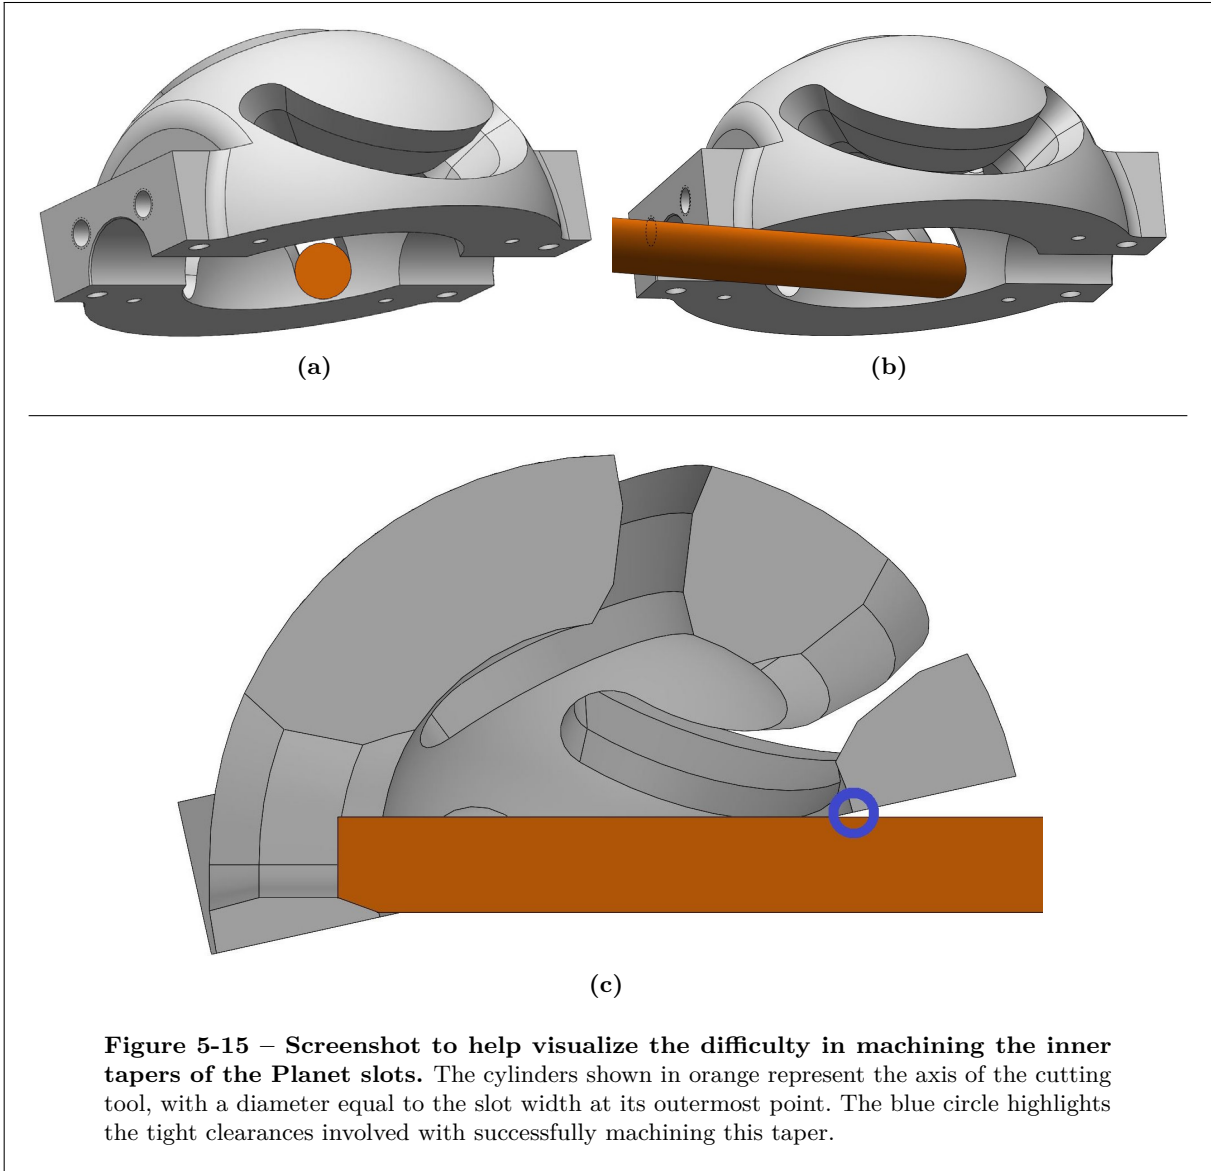 (a)
(b)
(c)
Figure 5-15 – Screenshot to help visualize the difficulty in machining the inner
tapers of the Planet slots. The cylinders shown in orange represent the axis of the cutting
tool, with a diameter equal to the slot width at its outermost point. The blue circle highlights
the tight clearances involved with successfully machining this taper.